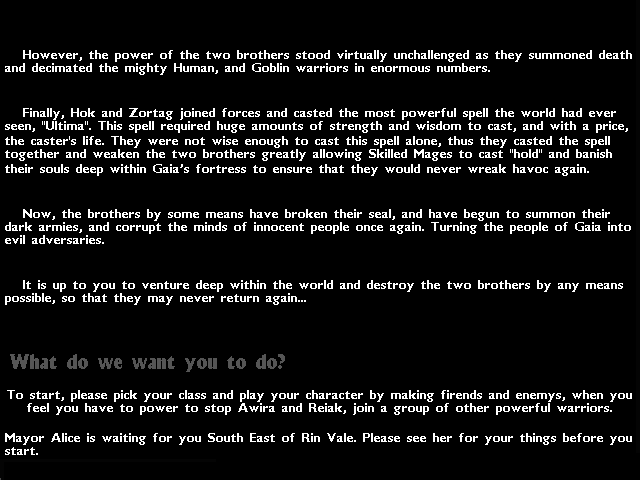 However, the power of the two brothers stood virtually unchallenged as they summoned death
and decimated the mighty Human, and Goblin warriors in enormous numbers.
Finally, Hok and Zortag joined forces and casted the most powerful spell the world had ever
seen, "Ultima". This spell required huge amounts of strength and wisdom to cast, and with a price,
the caster's life. They were not wise enough to cast this spell alone, thus they casted the spell
together and weaken the two brothers greatly allowing Skilled Mages to cast "hold" and banish
their souls deep within Gaia's fortress to ensure that they would never wreak havoc again.
Now, the brothers by some means have broken their seal, and have begun to summon their
dark armies, and corrupt the minds of innocent people once again. Turning the people of Gaia into
evil adversaries.
It is up to you to venture deep within the world and destroy the two brothers by any means
possible, so that they may never return again...
What do we want you to do?
To start, please pick your class and play your character by making firends and enemys, when you
feel you have to power to stop Awira and Reiak, join a group of other powerful warriors.
Mayor Alice is waiting for you South East of Rin Vale. Please see her for your things before you
start.